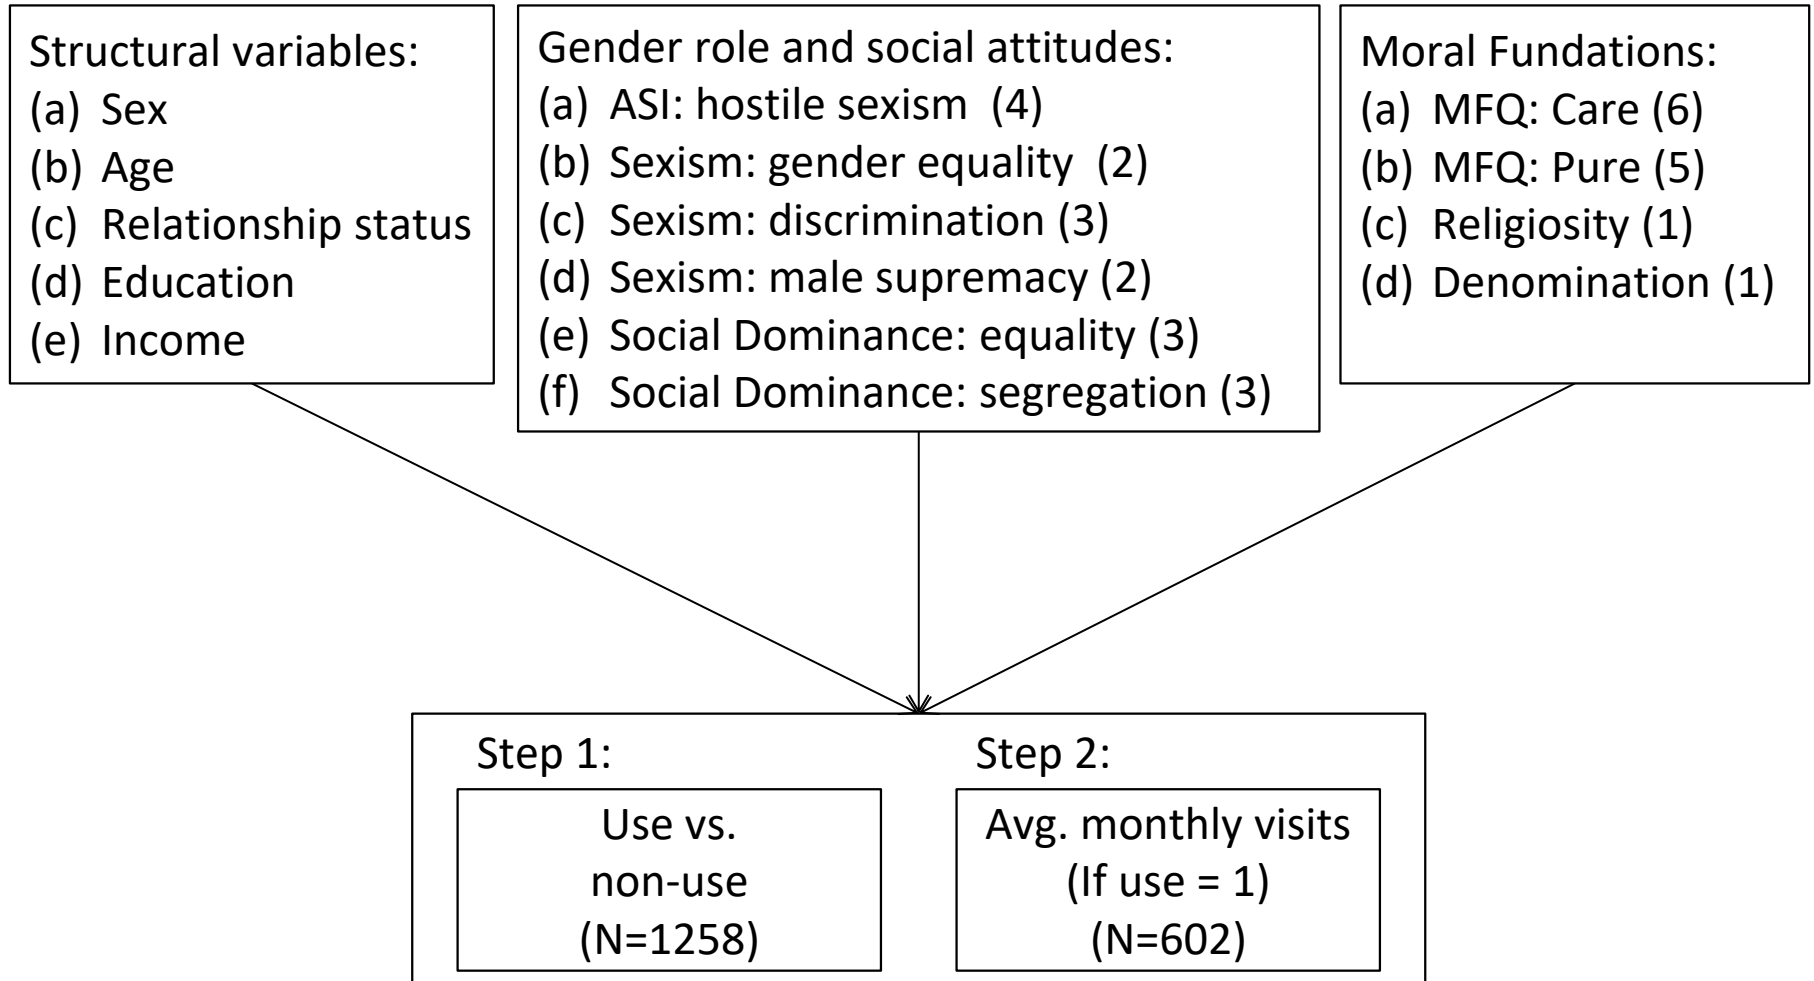 Structural variables:
(a) Sex
(b) Age
(c) Relationship status
(d) Education
(e) Income
Gender role and social attitudes:
(a) ASI: hostile sexism (4)
(b) Sexism: gender equality (2)
(c) Sexism: discrimination (3)
(d) Sexism: male supremacy (2)
(e) Social Dominance: equality (3)
(f) Social Dominance: segregation (3)
Moral Fundations:
(a) MFQ: Care (6)
(b) MFQ: Pure (5)
(c) Religiosity (1)
(d) Denomination (1)
Step 1:
Use vs.
non-use
(N=1258)
Step 2:
Avg. monthly visits
(If use = 1)
(N=602)